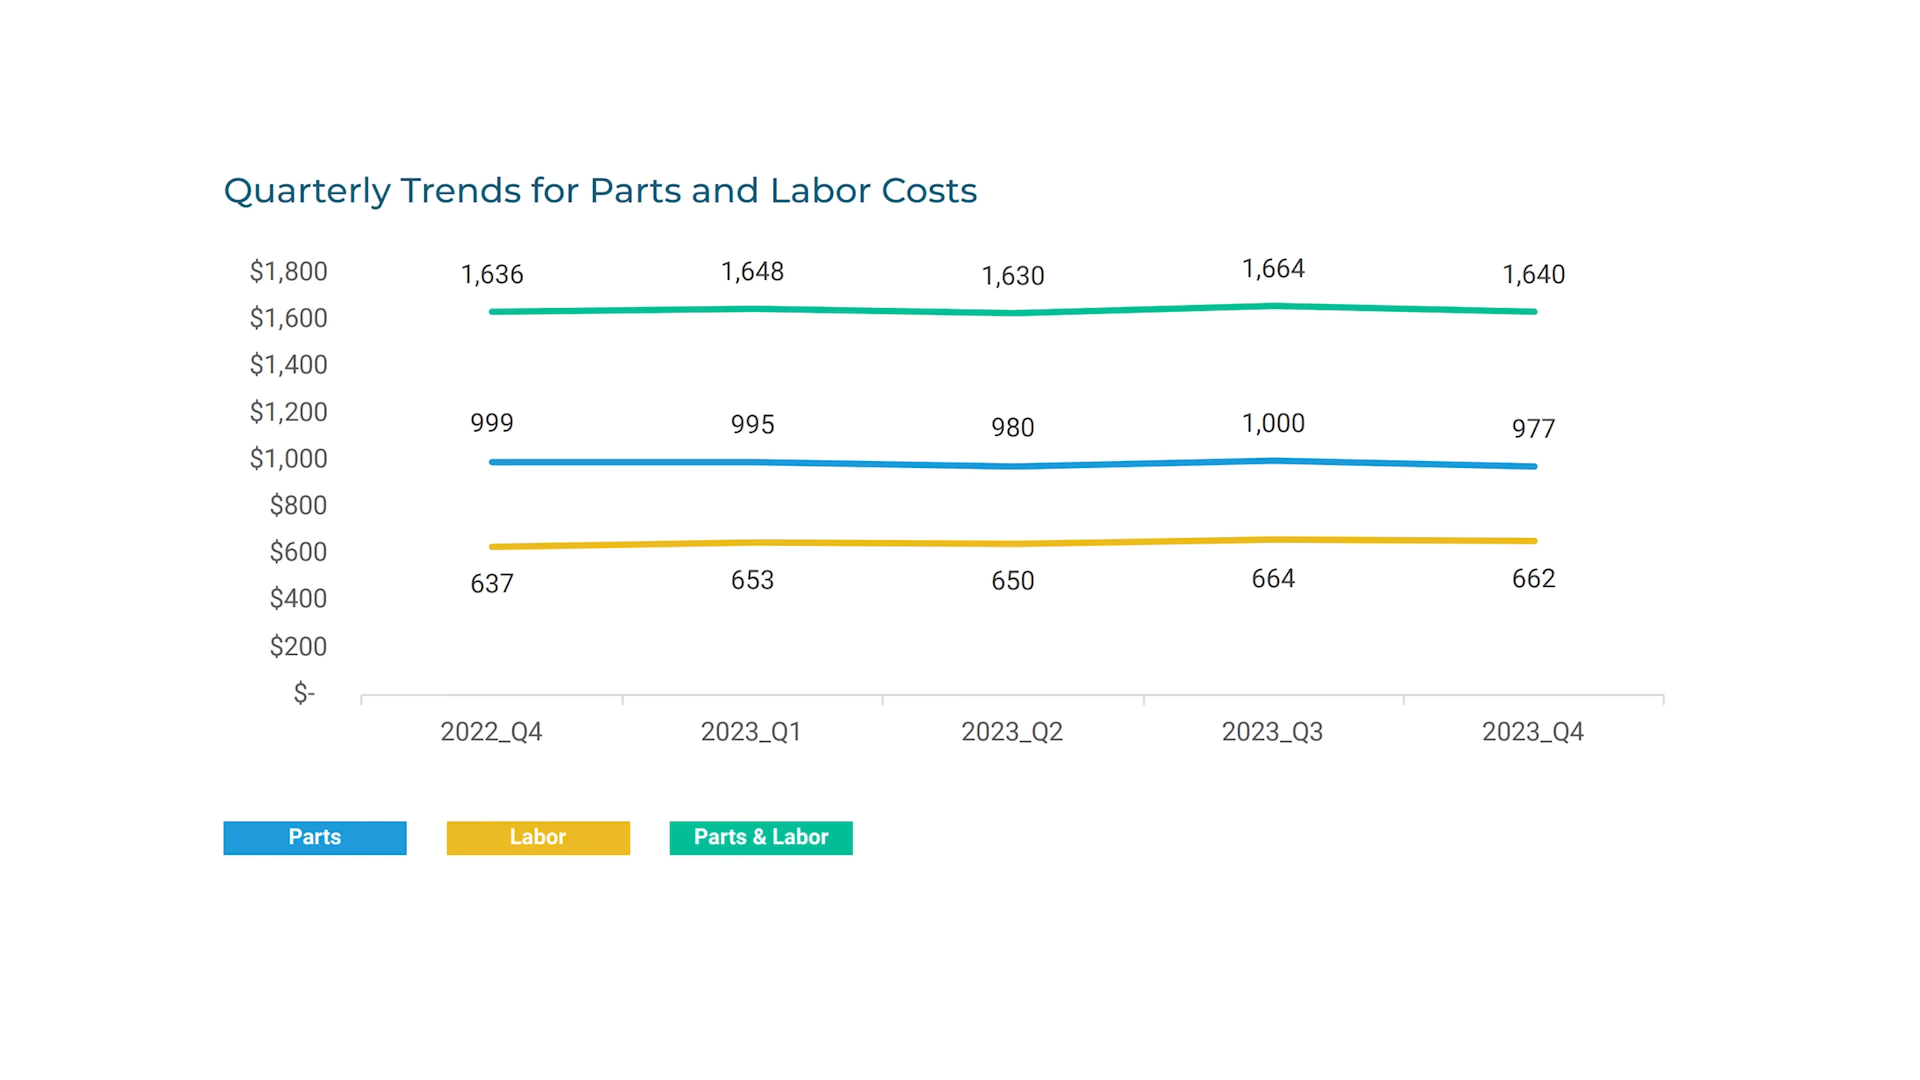 Quarterly Trends for Parts and Labor Costs
$1,800
$1,600
$1,400
$1,200
$1,000
$800
$600
$400
$200
$-
1,636 1,648 1,630 1,664 1,640
999 995 980 1,000 977
637 653 650 664 662
2022_Q4 2023_Q1 2023_Q2 2023_Q3 2023_Q4
Parts Labor Parts & Labor